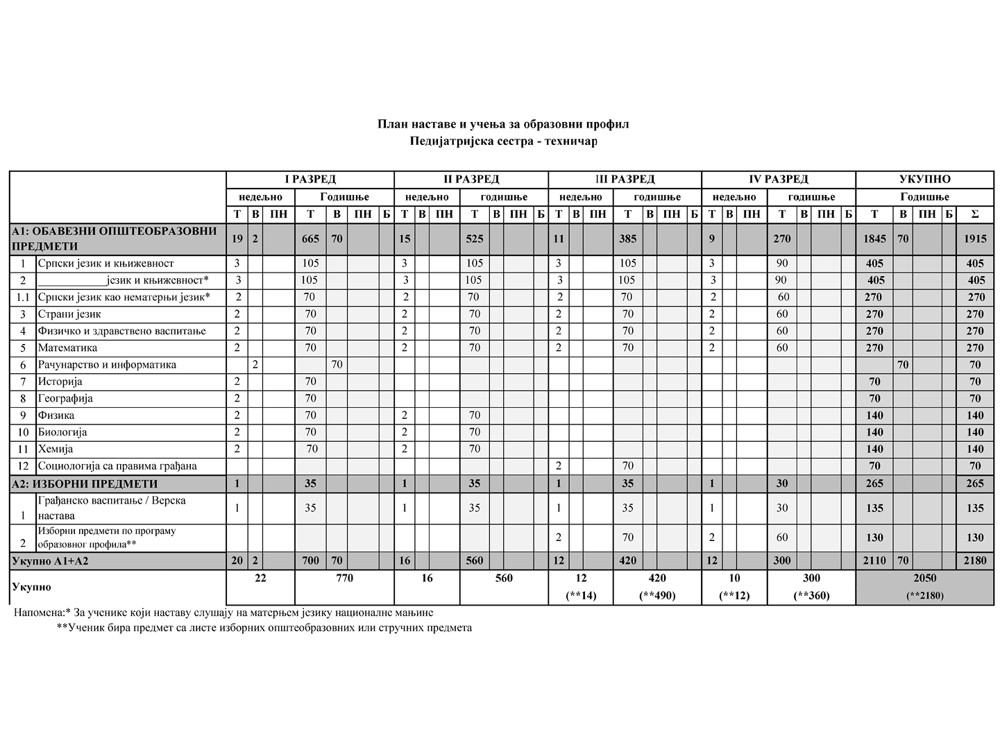 План наставе и учења за образовни профил
Педијатријска сестра - техничар
I РАЗРЕД II РАЗРЕД III РАЗРЕД IV РАЗРЕД УКУПНО
недељно Годишње недељно годишње недељно годишње недељно годишње Годишње
Т В ПН Т В ПН Б Т В ПН Т В ПН Б Т В ПН Т В ПН Б Т В ПН Т В ПН Б Т В ПН Б Σ
А1: ОБАВЕЗНИ ОПШТЕОБРАЗОВНИ
ПРЕДМЕТИ 19 2 665 70 15 525 11 385 9 270 1845 70 1915
1 Српски језик и књижевност 3 105 3 105 3 105 3 90 405 405
2 _____________језик и књижевност* 3 105 3 105 3 105 3 90 405 405
1.1 Српски језик као нематерњи језик* 2 70 2 70 2 70 2 60 270 270
3 Страни језик 2 70 2 70 2 70 2 60 270 270
4 Физичко и здравствено васпитање 2 70 2 70 2 70 2 60 270 270
5 Математика 2 70 2 70 2 70 2 60 270 270
6 Рачунарство и информатика 2 70 70 70
7 Историја 2 70 70 70
8 Географија 2 70 70 70
9 Физика 2 70 2 70 140 140
10 Биологија 2 70 2 70 140 140
11 Хемија 2 70 2 70 140 140
12 Социологија са правима грађана 2 70 70 70
А2: ИЗБОРНИ ПРЕДМЕТИ 1 35 1 35 1 35 1 30 265 265
1 Грађанско васпитање / Верска
настава 1 35 1 35 1 35 1 30 135 135
2 Изборни предмети по програму
образовног профила** 2 70 2 60 130 130
Укупно А1+А2 20 2 700 70 16 560 12 420 12 300 2110 70 2180
Укупно 22 770 16 560 12 420 10 300 2050
(**14) (**490) (**12) (**360) (**2180)
Напомена:* За ученике који наставу слушају на матерњем језику националне мањине
**Ученик бира предмет са листе изборних општеобразовних или стручних предмета